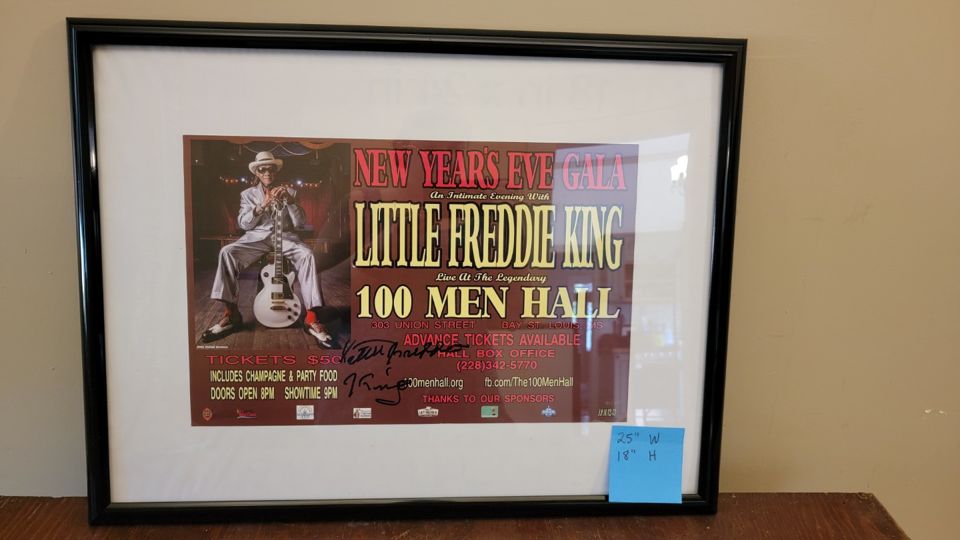 NEW YEAR'S EVE GALA
An Intimate Evening With
LITTLE FREDDIE KING
Live At The Legendary
100 MEN HALL
303 UNION STREET BAY ST. LOUIS MS
ADVANCE TICKETS AVAILABLE
HALL BOX OFFICE
(228)342-5770
100menhall.org fb.com/The100MenHall
THANKS TO OUR SPONSORS
TICKETS $50
INCLUDES CHAMPAGNE & PARTY FOOD
DOORS OPEN 8PM SHOWTIME 9PM
King
25" W
18" H